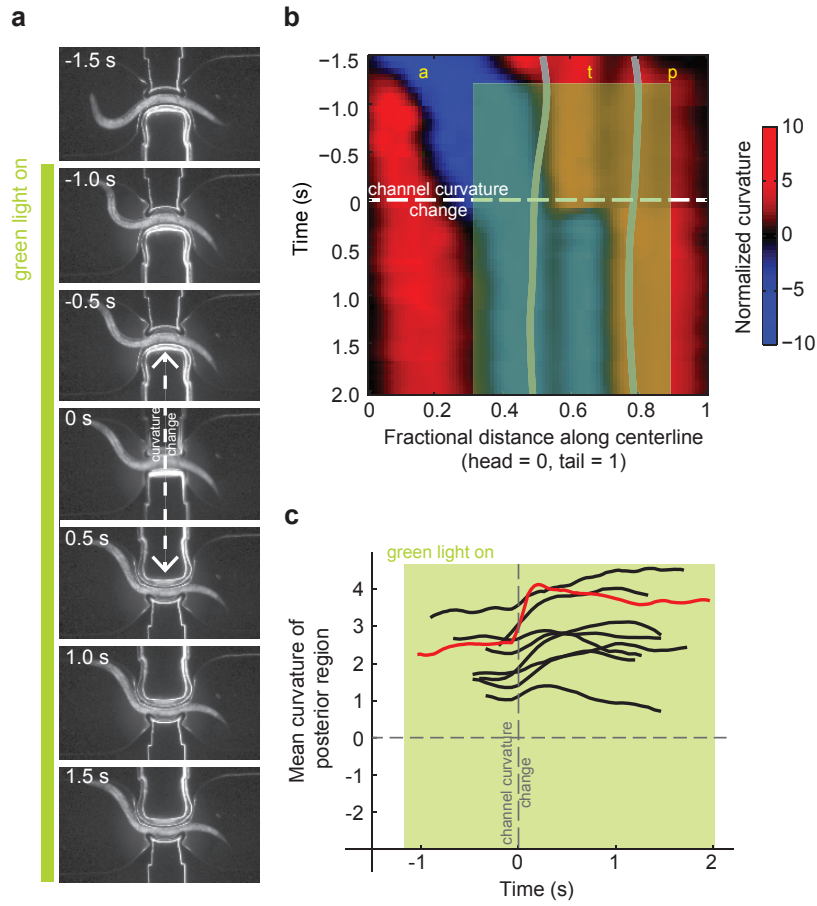 a
green light on
-1.5 s
-1.0 s
-0.5 s
0 s
curvature
change
0.5 s
1.0 s
1.5 s
b
a
t
p
−1.5
−1.0
−0.5
0
0.5
1.0
1.5
2.0
Time (s)
channel curvature
change
0
0.2
0.4
0.6
0.8
1
Fractional distance along centerline
(head = 0, tail = 1)
10
5
0
−5
−10
Normalized curvature
c
green light on
4
3
2
1
0
-1
-2
Mean curvature of
posterior region
channel curvature
change
-1
0
1
2
Time (s)